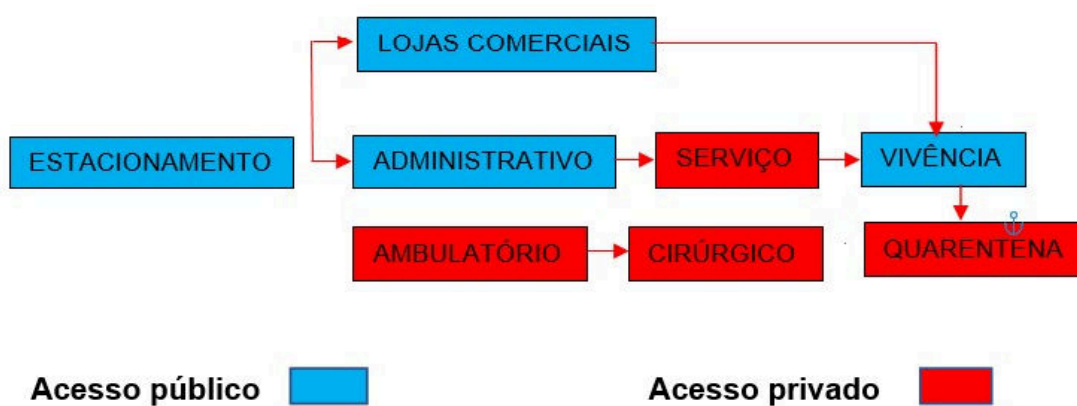 LOJAS COMERCIAIS
ESTACIONAMENTO
ADMINISTRATIVO
SERVIÇO
VIVÊNCIA
AMBULATÓRIO
CIRÚRGICO
QUARENTENA
Acesso público
Acesso privado